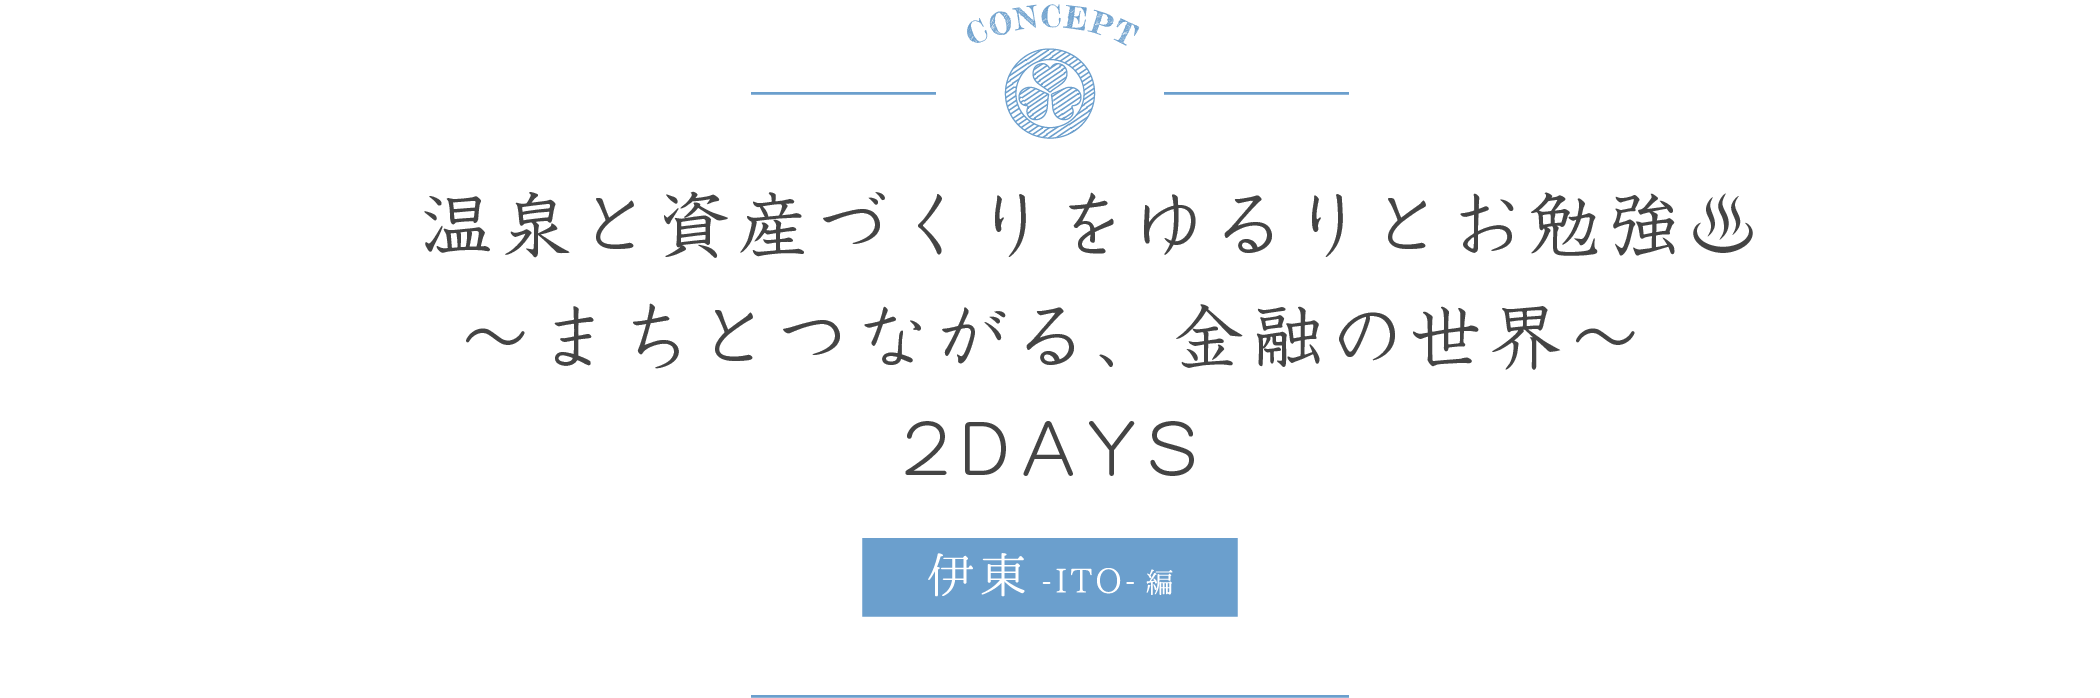 CONCEPT
温泉と資産づくりをゆるりとお勉強♨
～まちとつながる、金融の世界～
2DAYS
伊東 -ITO- 編